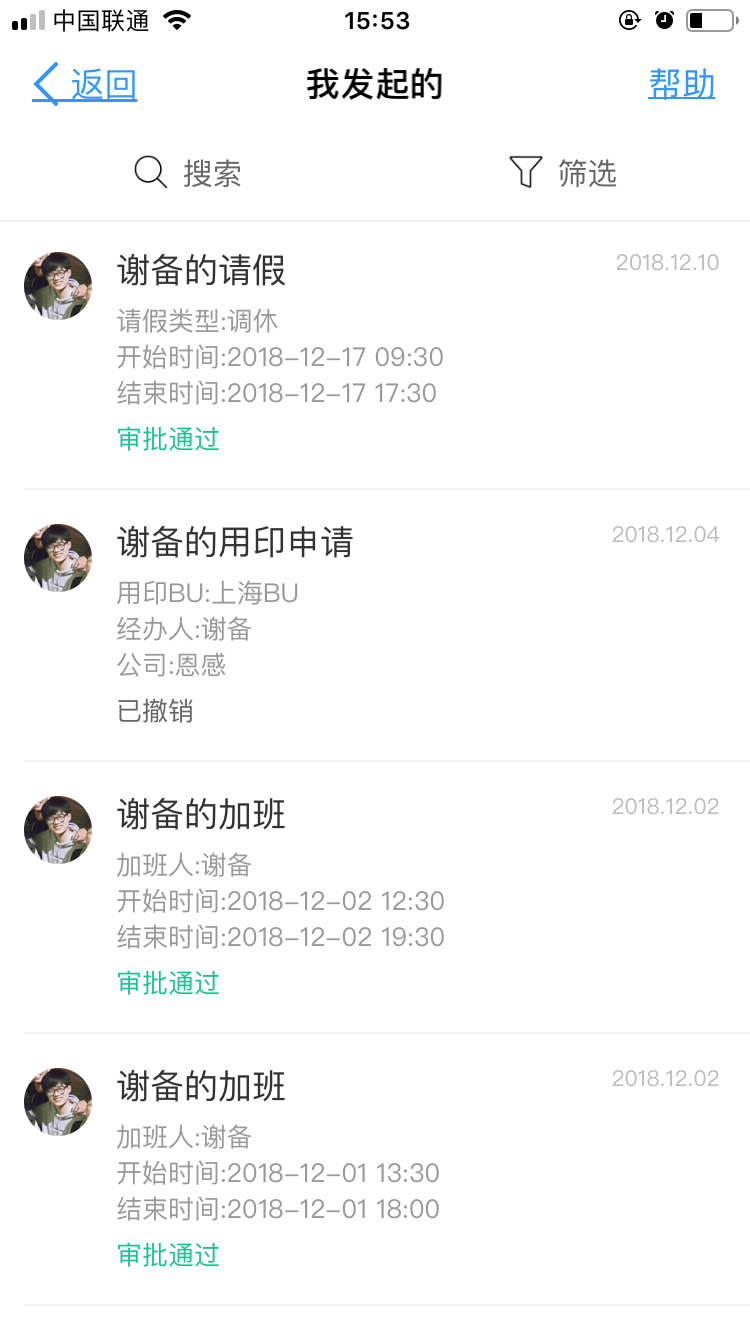 中国联通
15:53
返回
我发起的
帮助
搜索
筛选
谢备的请假
2018.12.10
请假类型:调休
开始时间:2018-12-17 09:30
结束时间:2018-12-17 17:30
审批通过
谢备的用印申请
2018.12.04
用印BU:上海BU
经办人:谢备
公司:恩感
已撤销
谢备的加班
2018.12.02
加班人:谢备
开始时间:2018-12-02 12:30
结束时间:2018-12-02 19:30
审批通过
谢备的加班
2018.12.02
加班人:谢备
开始时间:2018-12-01 13:30
结束时间:2018-12-01 18:00
审批通过